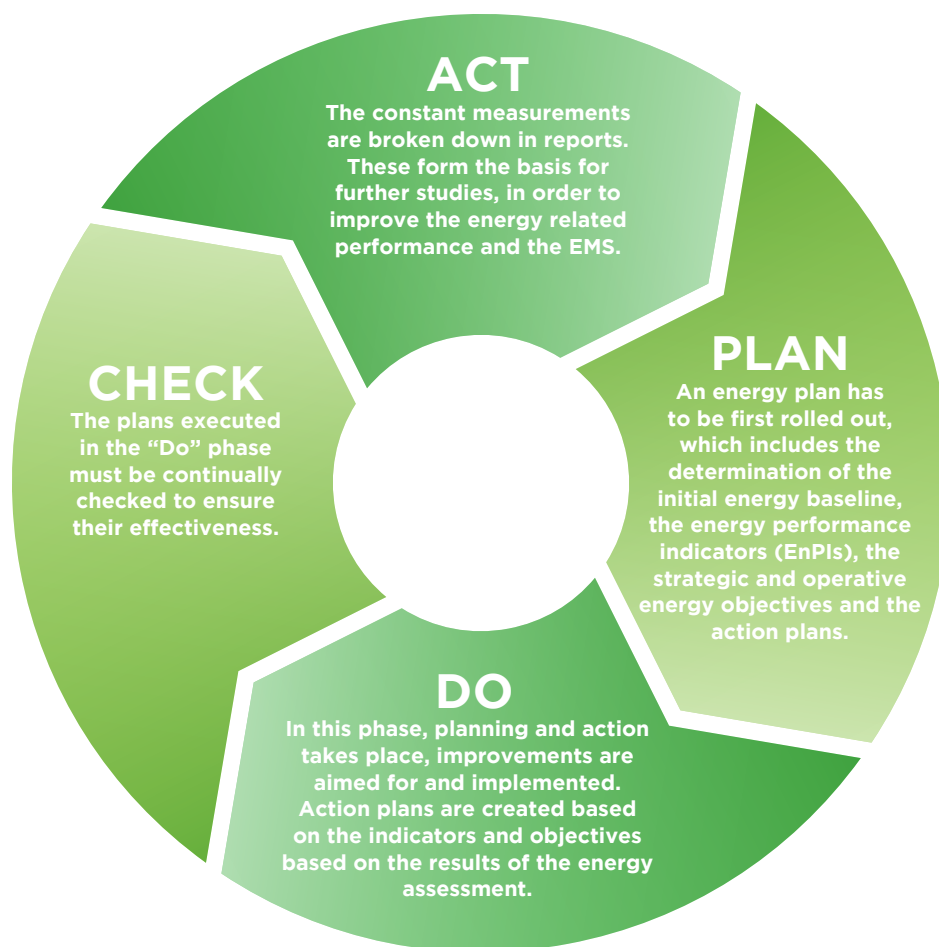 ACT
The constant measurements
are broken down in reports.
These form the basis for
further studies, in order to
improve the energy related
performance and the EMS.
PLAN
An energy plan has
to be first rolled out,
which includes the
determination of the
initial energy baseline,
the energy performance
indicators (EnPIs), the
strategic and operative
energy objectives and the
action plans.
DO
In this phase, planning and action
takes place, improvements are
aimed for and implemented.
Action plans are created based
on the indicators and objectives
based on the results of the energy
assessment.
CHECK
The plans executed
in the “Do” phase
must be continually
checked to ensure
their effectiveness.